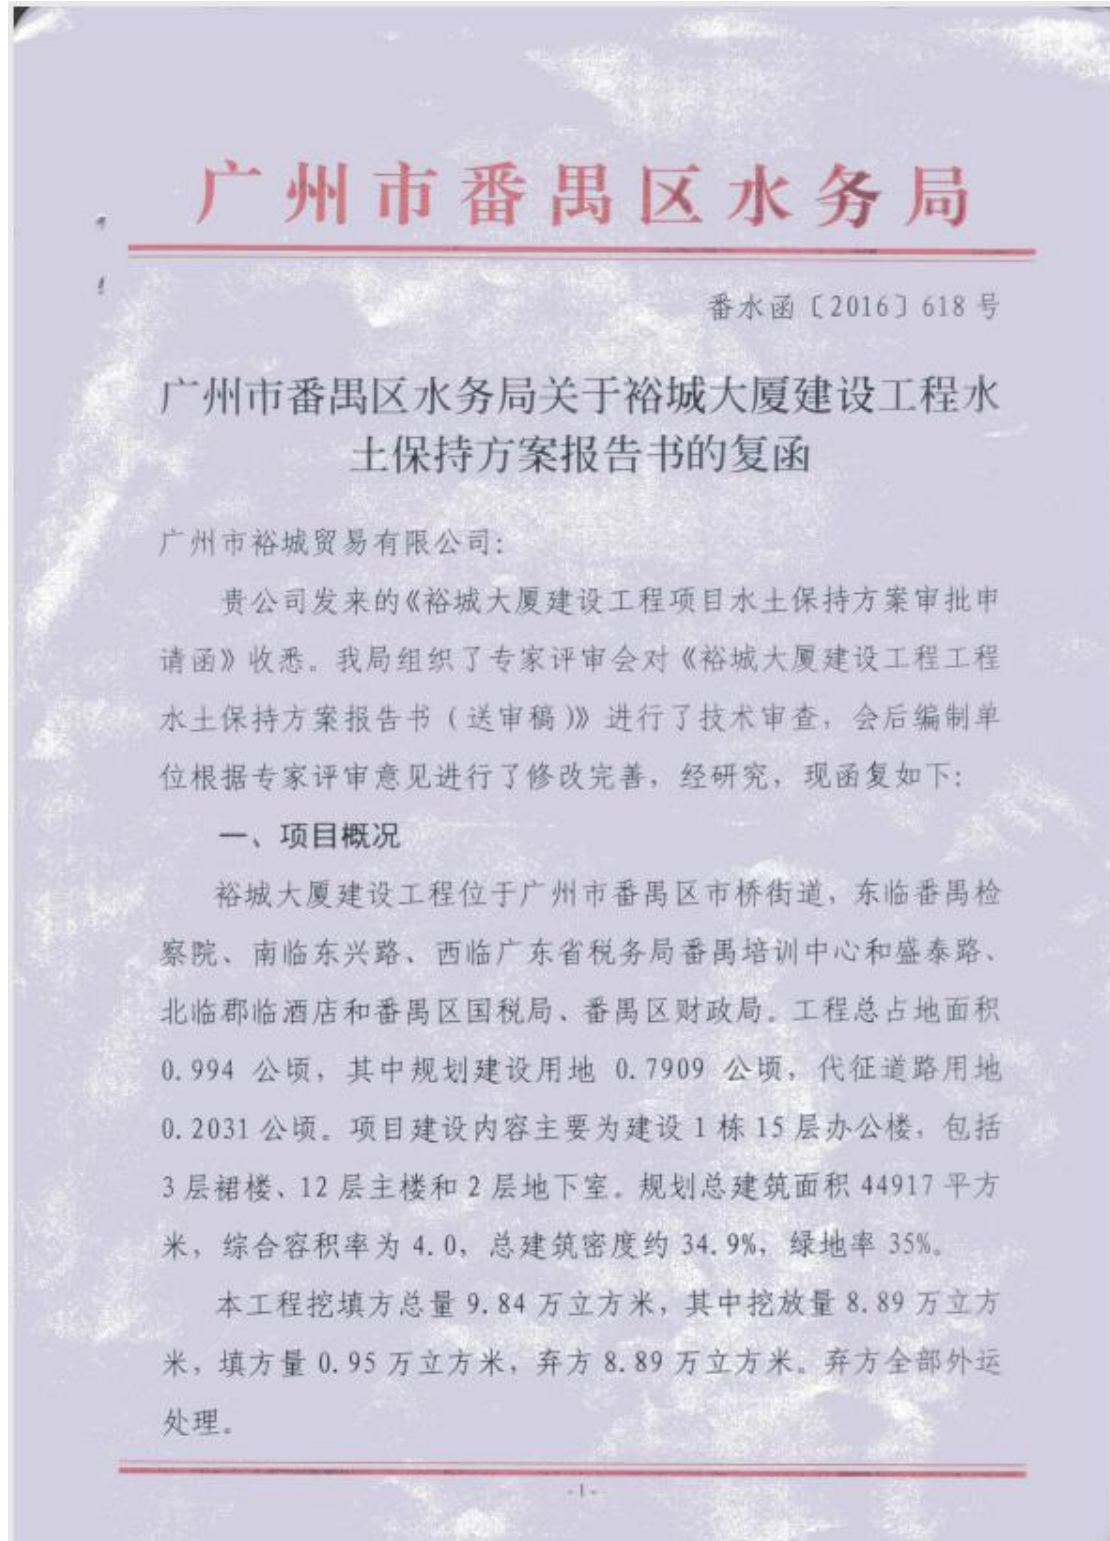 广州市番禺区水务局
番水函〔2016〕618号
广州市番禺区水务局关于裕城大厦建设工程水
土保持方案报告书的复函
广州市裕城贸易有限公司:
贵公司发来的《裕城大厦建设工程项目水土保持方案审批申
请函》收悉。我局组织了专家评审会对《裕城大厦建设工程工程
水土保持方案报告书(送审稿)》进行了技术审查,会后编制单
位根据专家评审意见进行了修改完善,经研究,现函复如下:
一、项目概况
裕城大厦建设工程位于广州市番禺区市桥街道,东临番禺检
察院、南临东兴路、西临广东省税务局番禺培训中心和盛泰路、
北临郡临酒店和番禺区国税局、番禺区财政局。工程总占地面积
0.994 公顷,其中规划建设用地 0.7909 公顷,代征道路用地
0.2031公顷。项目建设内容主要为建设1栋15层办公楼,包括
3层裙楼、12层主楼和2层地下室。规划总建筑面积44917平方
米,综合容积率为4.0,总建筑密度约34.9%,绿地率35%。
本工程挖填方总量9.84万立方米,其中挖放量8.89万立方
米,填方量0.95万立方米,弃方8.89万立方米。弃方全部外运
处理。
-1-